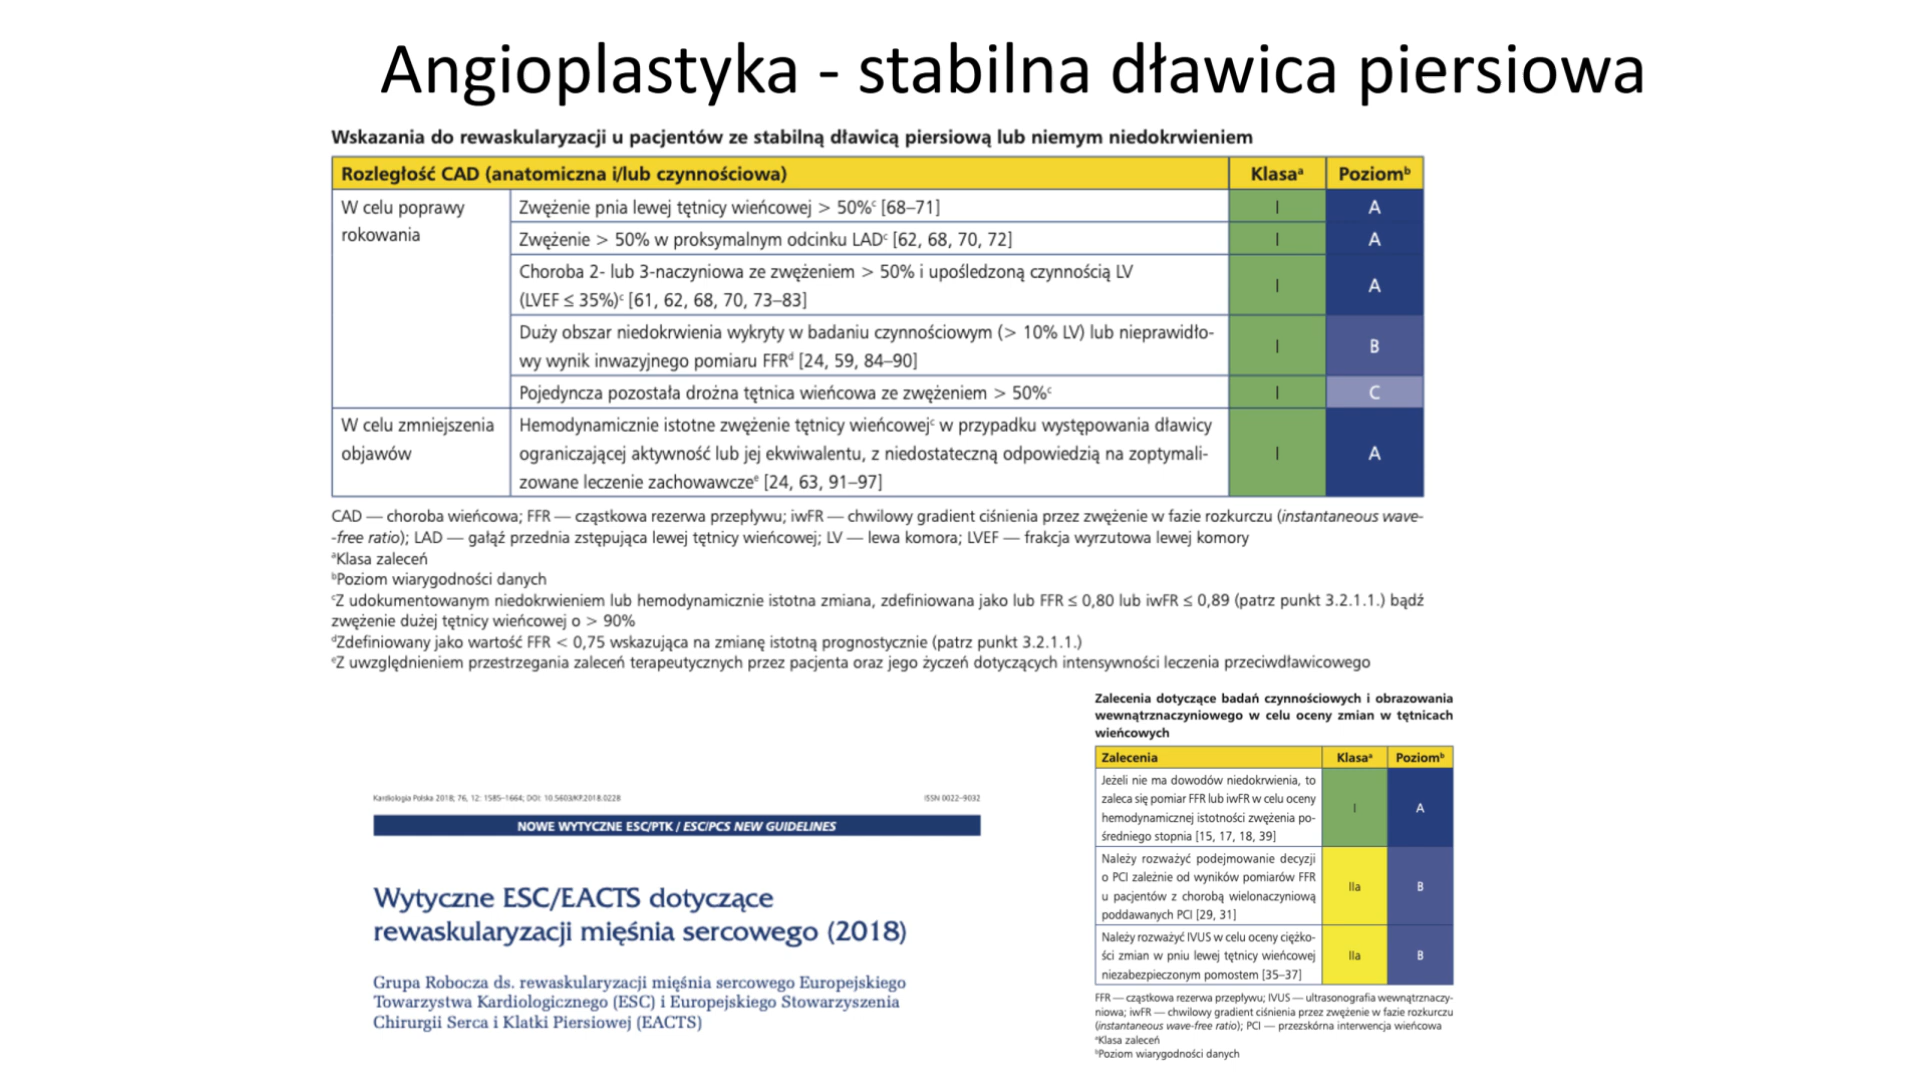 Angioplastyka - stabilna dławica piersiowa
Wskazania do rewaskularyzacji u pacjentów ze stabilną dławicą piersiową lub niemym niedokrwieniem
Rozległość CAD (anatomiczna i/lub czynnościowa) Klasaᵃ Poziomᵇ
W celu poprawy
rokowania
Zwężenie pnia lewej tętnicy wieńcowej > 50%ᶜ [68–71] I A
Zwężenie > 50% w proksymalnym odcinku LADᶜ [62, 68, 70, 72] I A
Choroba 2- lub 3-naczyniowa ze zwężeniem > 50% i upośledzoną czynnością LV
(LVEF ≤ 35%)ᶜ [61, 62, 68, 70, 73–83] I A
Duży obszar niedokrwienia wykryty w badaniu czynnościowym (> 10% LV) lub nieprawidło-
wy wynik inwazyjnego pomiaru FFRᵈ [24, 59, 84–90] I B
Pojedyncza pozostała drożna tętnica wieńcowa ze zwężeniem > 50%ᶜ I C
W celu zmniejszenia
objawów
Hemodynamicznie istotne zwężenie tętnicy wieńcowejᶜ w przypadku występowania dławicy
ograniczającej aktywność lub jej ekwiwalentu, z niedostateczną odpowiedzią na zoptymali-
zowane leczenie zachowawczeᵉ [24, 63, 91–97] I A
CAD — choroba wieńcowa; FFR — cząstkowa rezerwa przepływu; iwFR — chwilowy gradient ciśnienia przez zwężenie w fazie rozkurczu (instantaneous wave-
-free ratio); LAD — gałąź przednia zstępująca lewej tętnicy wieńcowej; LV — lewa komora; LVEF — frakcja wyrzutowa lewej komory
ᵃKlasa zaleceń
ᵇPoziom wiarygodności danych
ᶜZ udokumentowanym niedokrwieniem lub hemodynamicznie istotna zmiana, zdefiniowana jako lub FFR ≤ 0,80 lub iwFR ≤ 0,89 (patrz punkt 3.2.1.1.) bądź
zwężenie dużej tętnicy wieńcowej o > 90%
ᵈZdefiniowany jako wartość FFR < 0,75 wskazująca na zmianę istotną prognostycznie (patrz punkt 3.2.1.1.)
ᵉZ uwzględnieniem przestrzegania zaleceń terapeutycznych przez pacjenta oraz jego życzeń dotyczących intensywności leczenia przeciwdławicowego
Kardiologia Polska 2018; 76, 12: 1585–1664; DOI: 10.5603/KP.2018.0228 ISSN 0022–9032
NOWE WYTYCZNE ESC/PTK / ESC/PCS NEW GUIDELINES
Wytyczne ESC/EACTS dotyczące
rewaskularyzacji mięśnia sercowego (2018)
Grupa Robocza ds. rewaskularyzacji mięśnia sercowego Europejskiego
Towarzystwa Kardiologicznego (ESC) i Europejskiego Stowarzyszenia
Chirurgii Serca i Klatki Piersiowej (EACTS)
Zalecenia dotyczące badań czynnościowych i obrazowania
wewnątrznaczyniowego w celu oceny zmian w tętnicach
wieńcowych
Zalecenia Klasaᵃ Poziomᵇ
Jeżeli nie ma dowodów niedokrwienia, to
zaleca się pomiar FFR lub iwFR w celu oceny
hemodynamicznej istotności zwężenia po-
średniego stopnia [15, 17, 18, 39] I A
Należy rozważyć podejmowanie decyzji
o PCI zależnie od wyników pomiarów FFR
u pacjentów z chorobą wielonaczyniową
poddawanych PCI [29, 31] IIa B
Należy rozważyć IVUS w celu oceny ciężko-
ści zmian w pniu lewej tętnicy wieńcowej
niezabezpieczonym pomostem [35–37] IIa B
FFR — cząstkowa rezerwa przepływu; IVUS — ultrasonografia wewnątrznaczy-
niowa; iwFR — chwilowy gradient ciśnienia przez zwężenie w fazie rozkurczu
(instantaneous wave-free ratio); PCI — przezskórna interwencja wieńcowa
ᵃKlasa zaleceń
ᵇPoziom wiarygodności danych